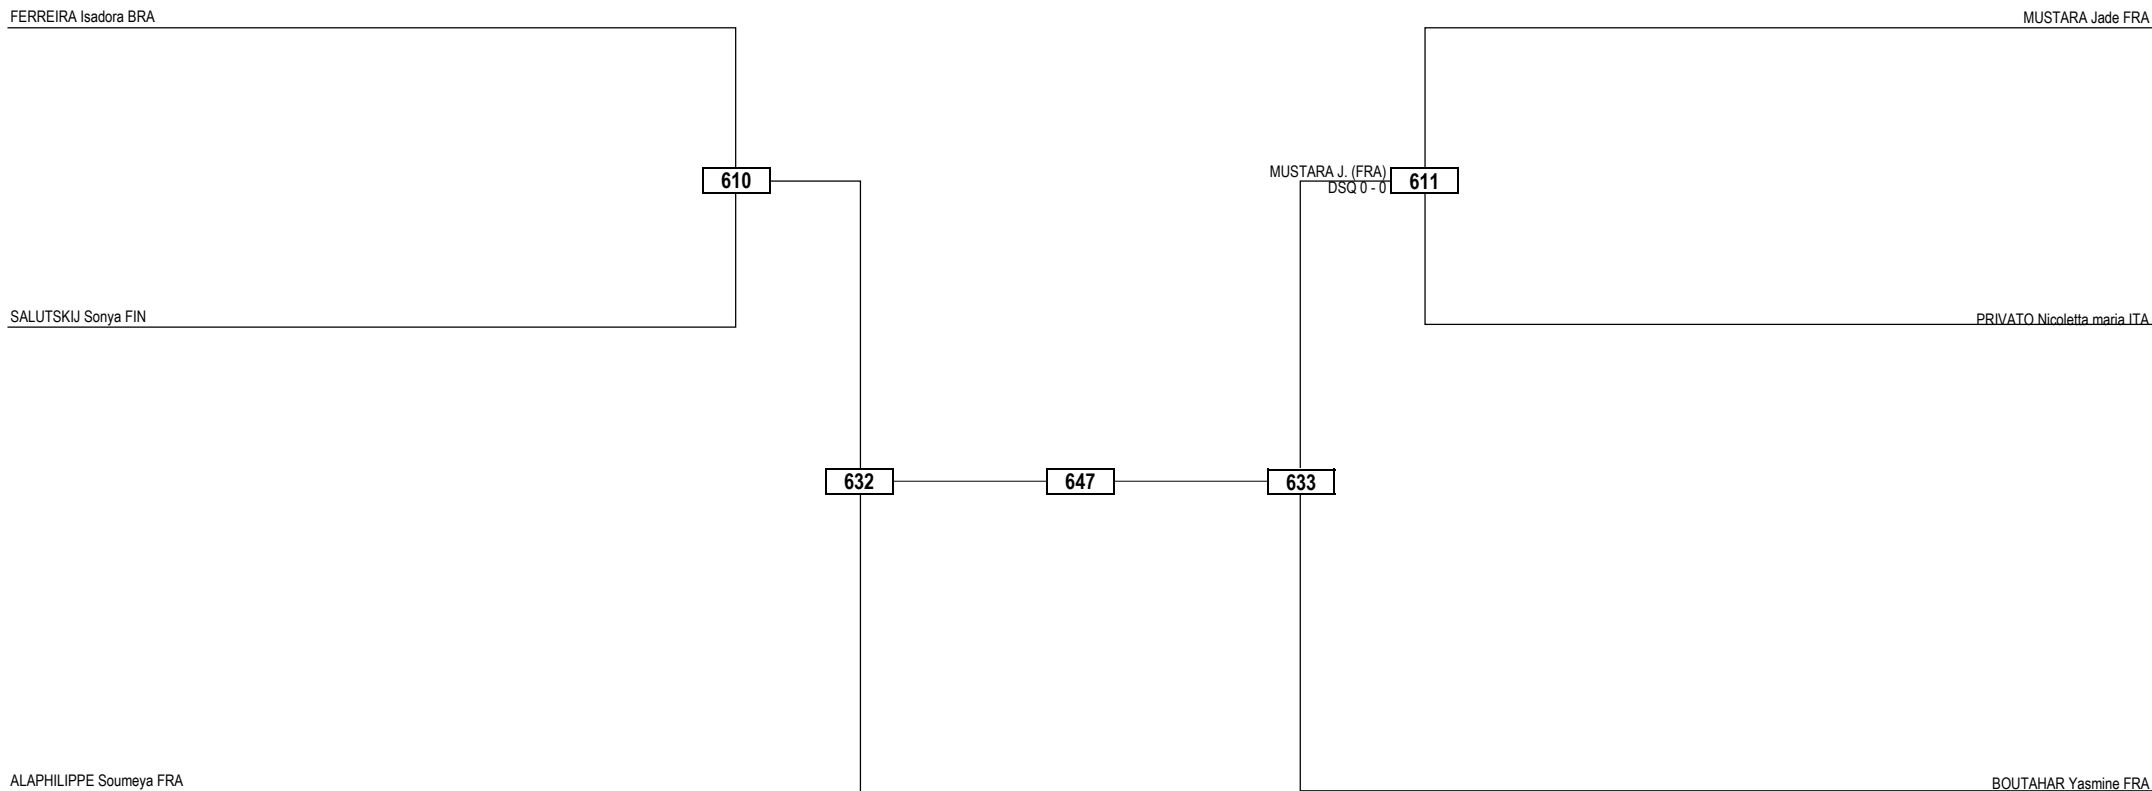 FERREIRA Isadora BRA
MUSTARA Jade FRA
610
MUSTARA J. (FRA)
DSQ 0 - 0
611
SALUTSKIJ Sonya FIN
PRIVATO Nicoletta maria ITA
632
647
633
ALAPHILIPPE Soumeya FRA
BOUTAHAR Yasmine FRA